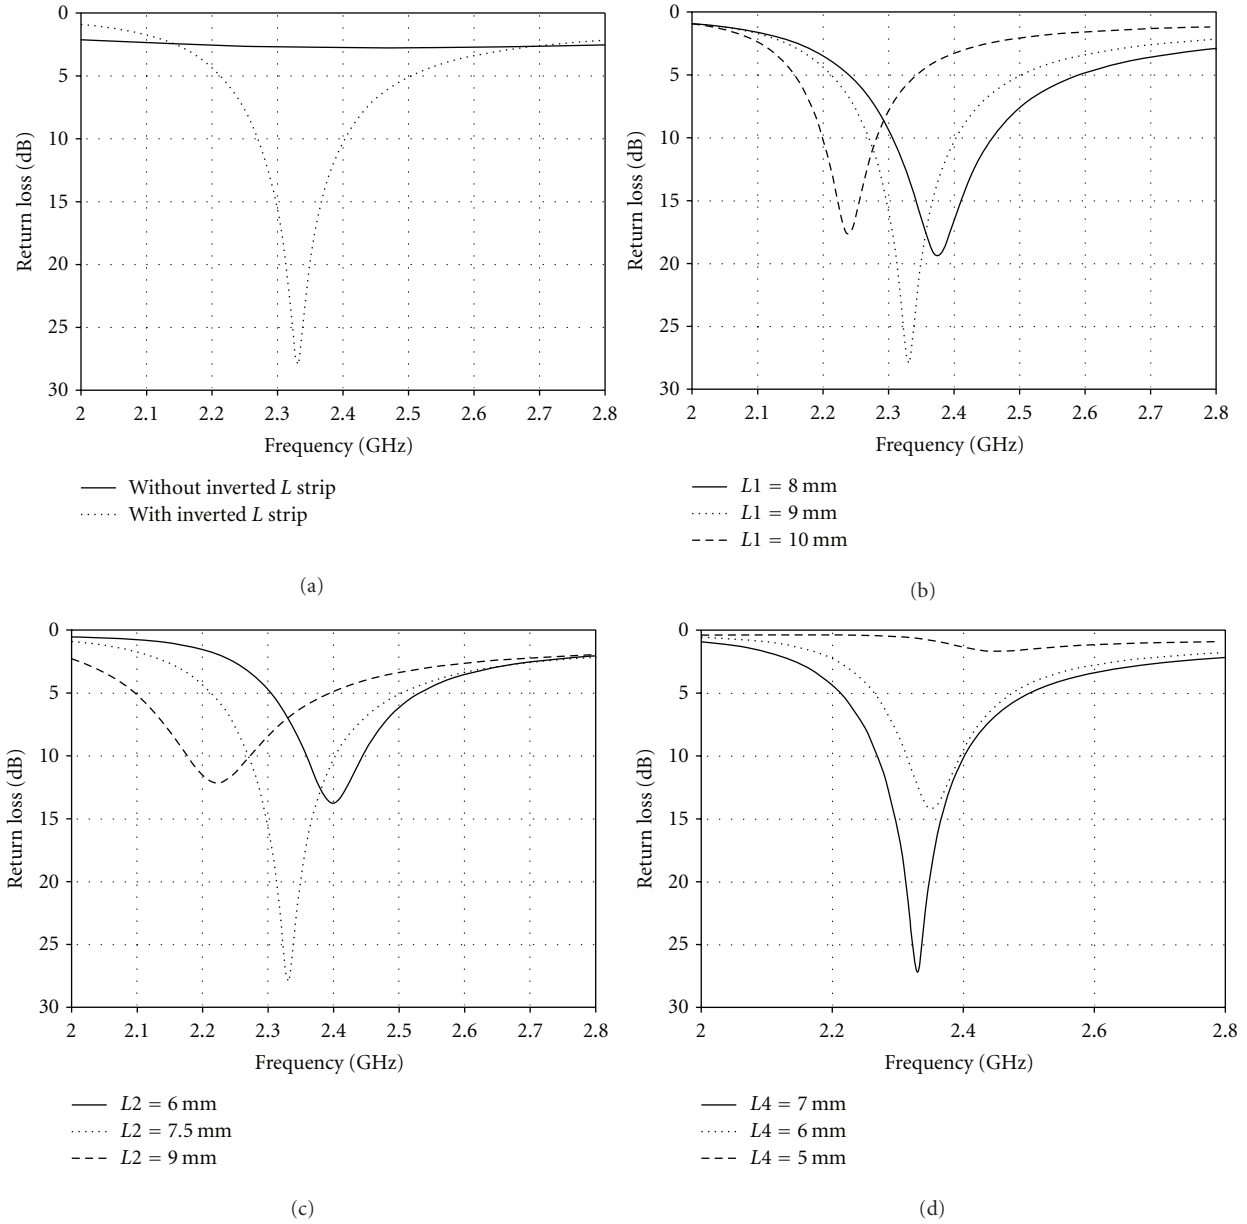 0
5
10
15
20
25
30
Return loss (dB)
2 2.1 2.2 2.3 2.4 2.5 2.6 2.7 2.8
Frequency (GHz)
Without inverted L strip
With inverted L strip
(a)
0
5
10
15
20
25
30
Return loss (dB)
2 2.1 2.2 2.3 2.4 2.5 2.6 2.7 2.8
Frequency (GHz)
L1 = 8 mm
L1 = 9 mm
L1 = 10 mm
(b)
0
5
10
15
20
25
30
Return loss (dB)
2 2.1 2.2 2.3 2.4 2.5 2.6 2.7 2.8
Frequency (GHz)
L2 = 6 mm
L2 = 7.5 mm
L2 = 9 mm
(c)
0
5
10
15
20
25
30
Return loss (dB)
2 2.2 2.4 2.6 2.8
Frequency (GHz)
L4 = 7 mm
L4 = 6 mm
L4 = 5 mm
(d)